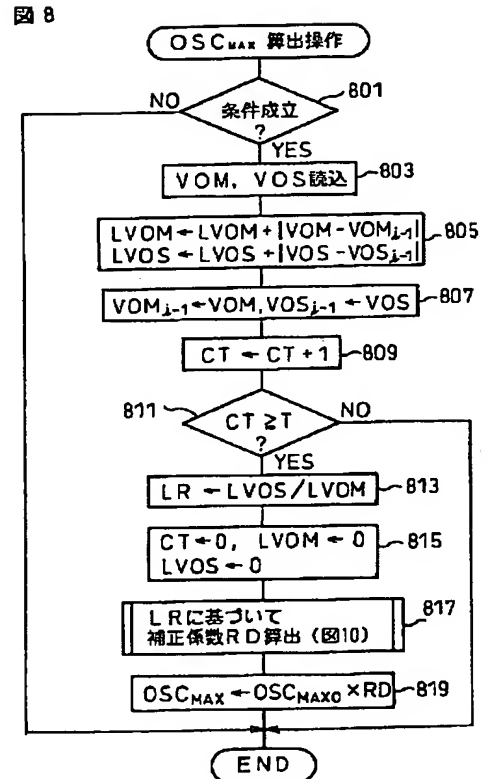 図 8
OSCMAX 算出操作
801
NO
条件成立
?
YES
VOM, VOS読込
803
LVOM←LVOM+|VOM-VOMi-1|
LVOS←LVOS+|VOS-VOSi-1|
805
VOMi-1←VOM, VOSi-1←VOS
807
CT←CT+1
809
811
CT≧T
?
NO
YES
LR←LVOS/LVOM
813
CT←0, LVOM←0
LVOS←0
815
LRに基づいて
補正係数RD算出 (図10)
817
OSCMAX←OSCMAX0×RD
819
END